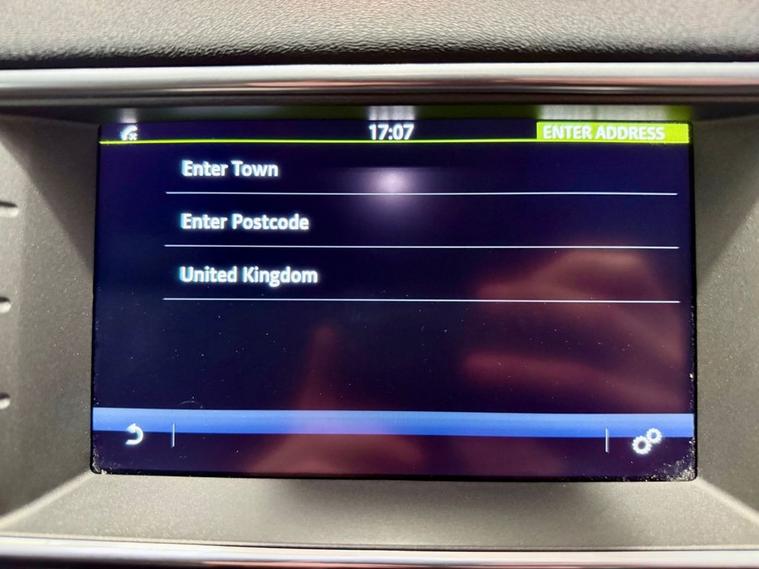 17:07 ENTER ADDRESS
Enter Town
Enter Postcode
United Kingdom